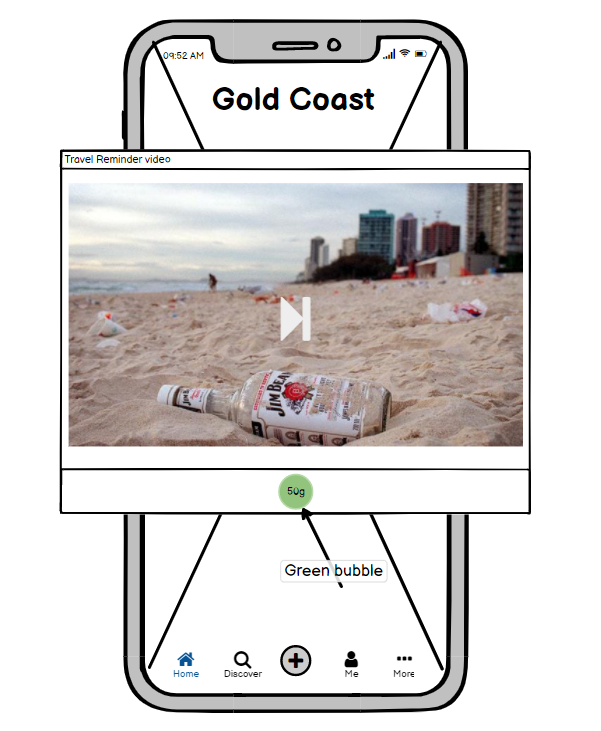 09:52 AM
Gold Coast
Travel Reminder video
JIM BEAM
50g
Green bubble
Home
Discover
Me
More